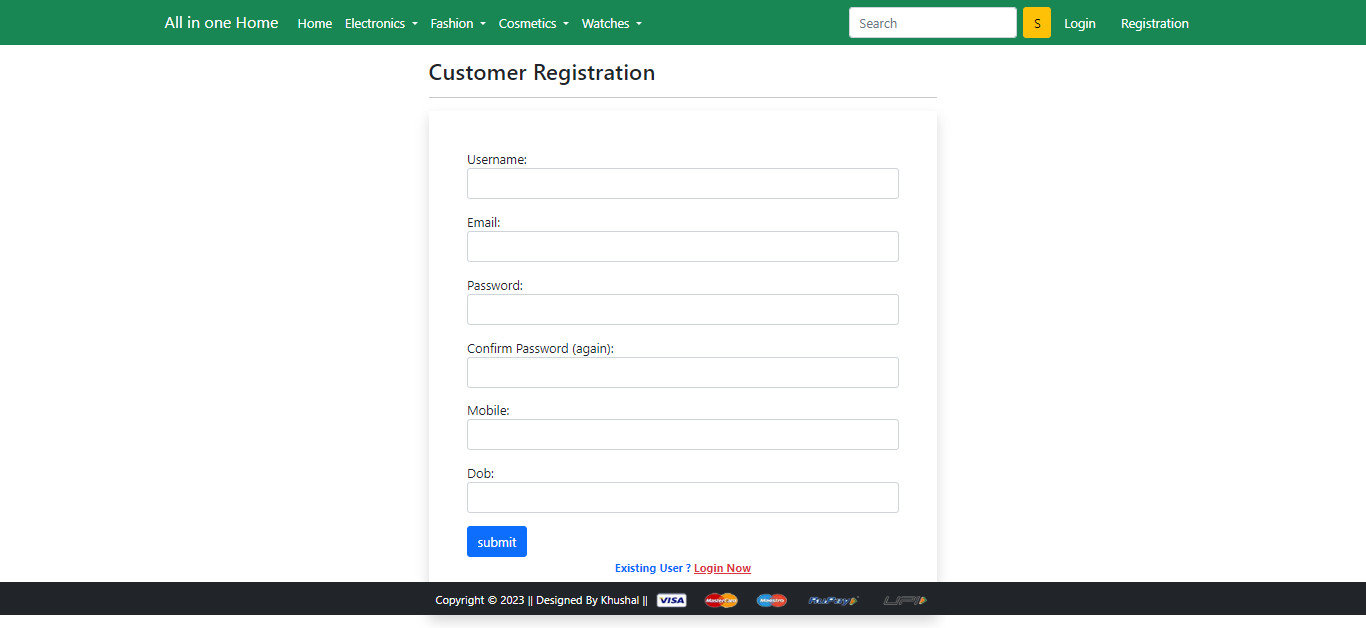 All in one Home Home Electronics Fashion Cosmetics Watches Search S Login Registration
Customer Registration
Username:
Email:
Password:
Confirm Password (again):
Mobile:
Dob:
submit
Existing User ? Login Now
Copyright © 2023 || Designed By Khushal || VISA MasterCard Maestro RuPay UPI